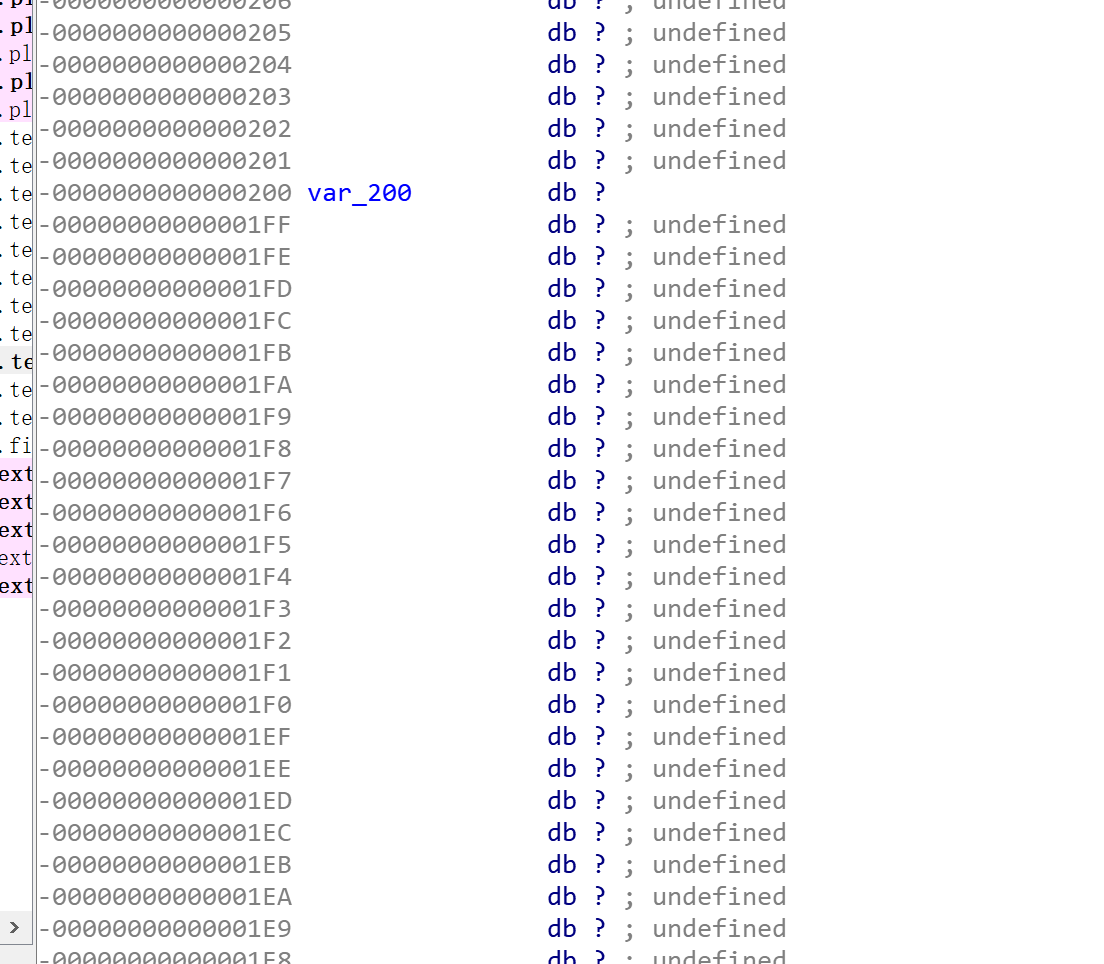 .pl
.pl
.pl
.pl
.te
.te
.te
.te
.te
.te
.te
.te
.te
.te
.te
.fi
ext
ext
ext
ext
ext
-0000000000000206 db ? ; undefined
-0000000000000205 db ? ; undefined
-0000000000000204 db ? ; undefined
-0000000000000203 db ? ; undefined
-0000000000000202 db ? ; undefined
-0000000000000201 db ? ; undefined
-0000000000000200 var_200 db ?
-00000000000001FF db ? ; undefined
-00000000000001FE db ? ; undefined
-00000000000001FD db ? ; undefined
-00000000000001FC db ? ; undefined
-00000000000001FB db ? ; undefined
-00000000000001FA db ? ; undefined
-00000000000001F9 db ? ; undefined
-00000000000001F8 db ? ; undefined
-00000000000001F7 db ? ; undefined
-00000000000001F6 db ? ; undefined
-00000000000001F5 db ? ; undefined
-00000000000001F4 db ? ; undefined
-00000000000001F3 db ? ; undefined
-00000000000001F2 db ? ; undefined
-00000000000001F1 db ? ; undefined
-00000000000001F0 db ? ; undefined
-00000000000001EF db ? ; undefined
-00000000000001EE db ? ; undefined
-00000000000001ED db ? ; undefined
-00000000000001EC db ? ; undefined
-00000000000001EB db ? ; undefined
-00000000000001EA db ? ; undefined
-00000000000001E9 db ? ; undefined
-00000000000001E8 db ? ; undefined